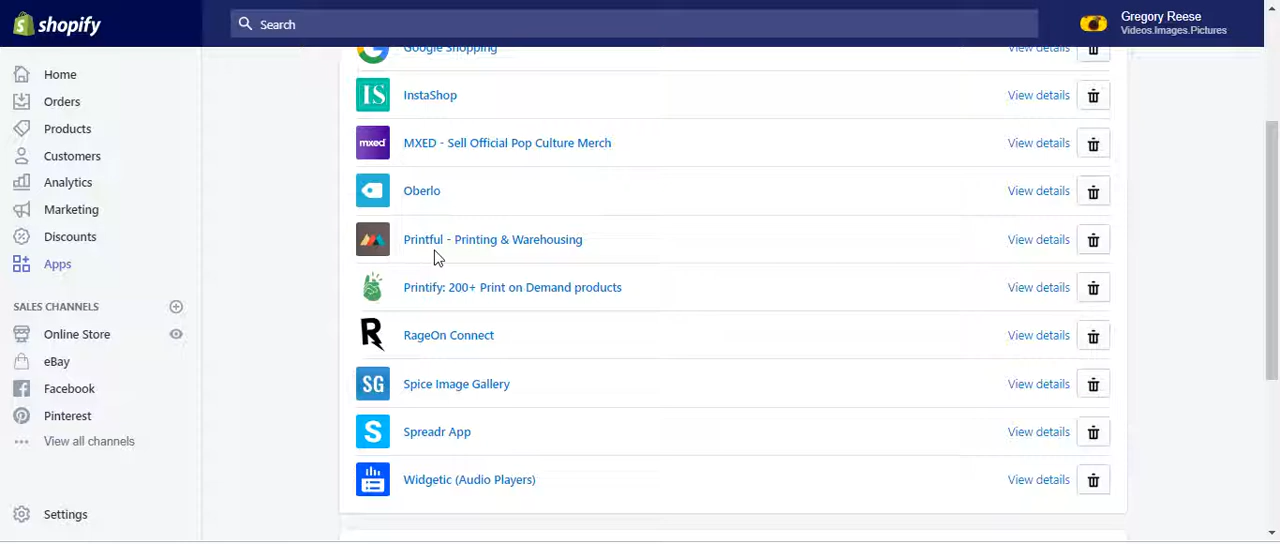 shopify
Search
Gregory Reese
Videos.Images.Pictures
Home
Orders
Products
Customers
Analytics
Marketing
Discounts
Apps
SALES CHANNELS
Online Store
eBay
Facebook
Pinterest
View all channels
Settings
Google Shopping View details
IS InstaShop View details
mxed MXED - Sell Official Pop Culture Merch View details
Oberlo View details
Printful - Printing & Warehousing View details
Printify: 200+ Print on Demand products View details
R RageOn Connect View details
SG Spice Image Gallery View details
S Spreadr App View details
Widgetic (Audio Players) View details